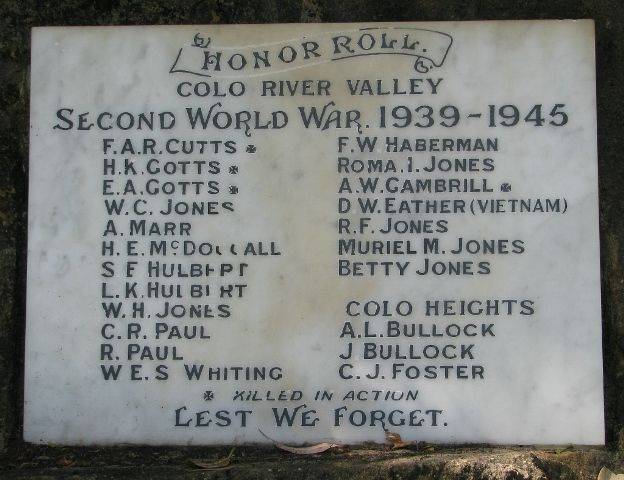 HONOR ROLL.
COLO RIVER VALLEY
SECOND WORLD WAR. 1939-1945
F.A.R. CUTTS ✠
H.K. GOTTS ✠
E.A. GOTTS ✠
W.C. JONES
A. MARR
H.E. McDOUGALL
S F HULBERT
L.K. HULBERT
W.H. JONES
C.R. PAUL
R. PAUL
W E.S WHITING
F.W HABERMAN
ROMA.I. JONES
A.W. GAMBRILL ✠
D W. EATHER (VIETNAM)
R.F. JONES
MURIEL M. JONES
BETTY JONES
COLO HEIGHTS
A.L. BULLOCK
J BULLOCK
C.J. FOSTER
✠ KILLED IN ACTION
LEST WE FORGET.